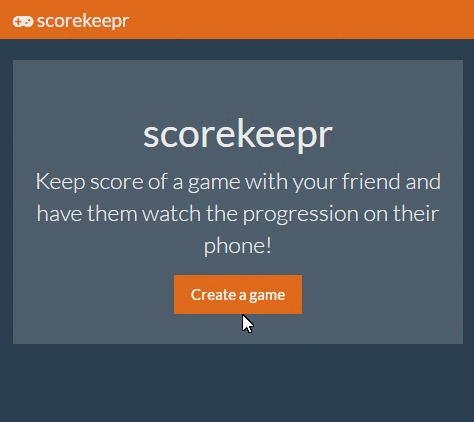 scorekeepr
scorekeepr
Keep score of a game with your friend and
have them watch the progression on their
phone!
Create a game